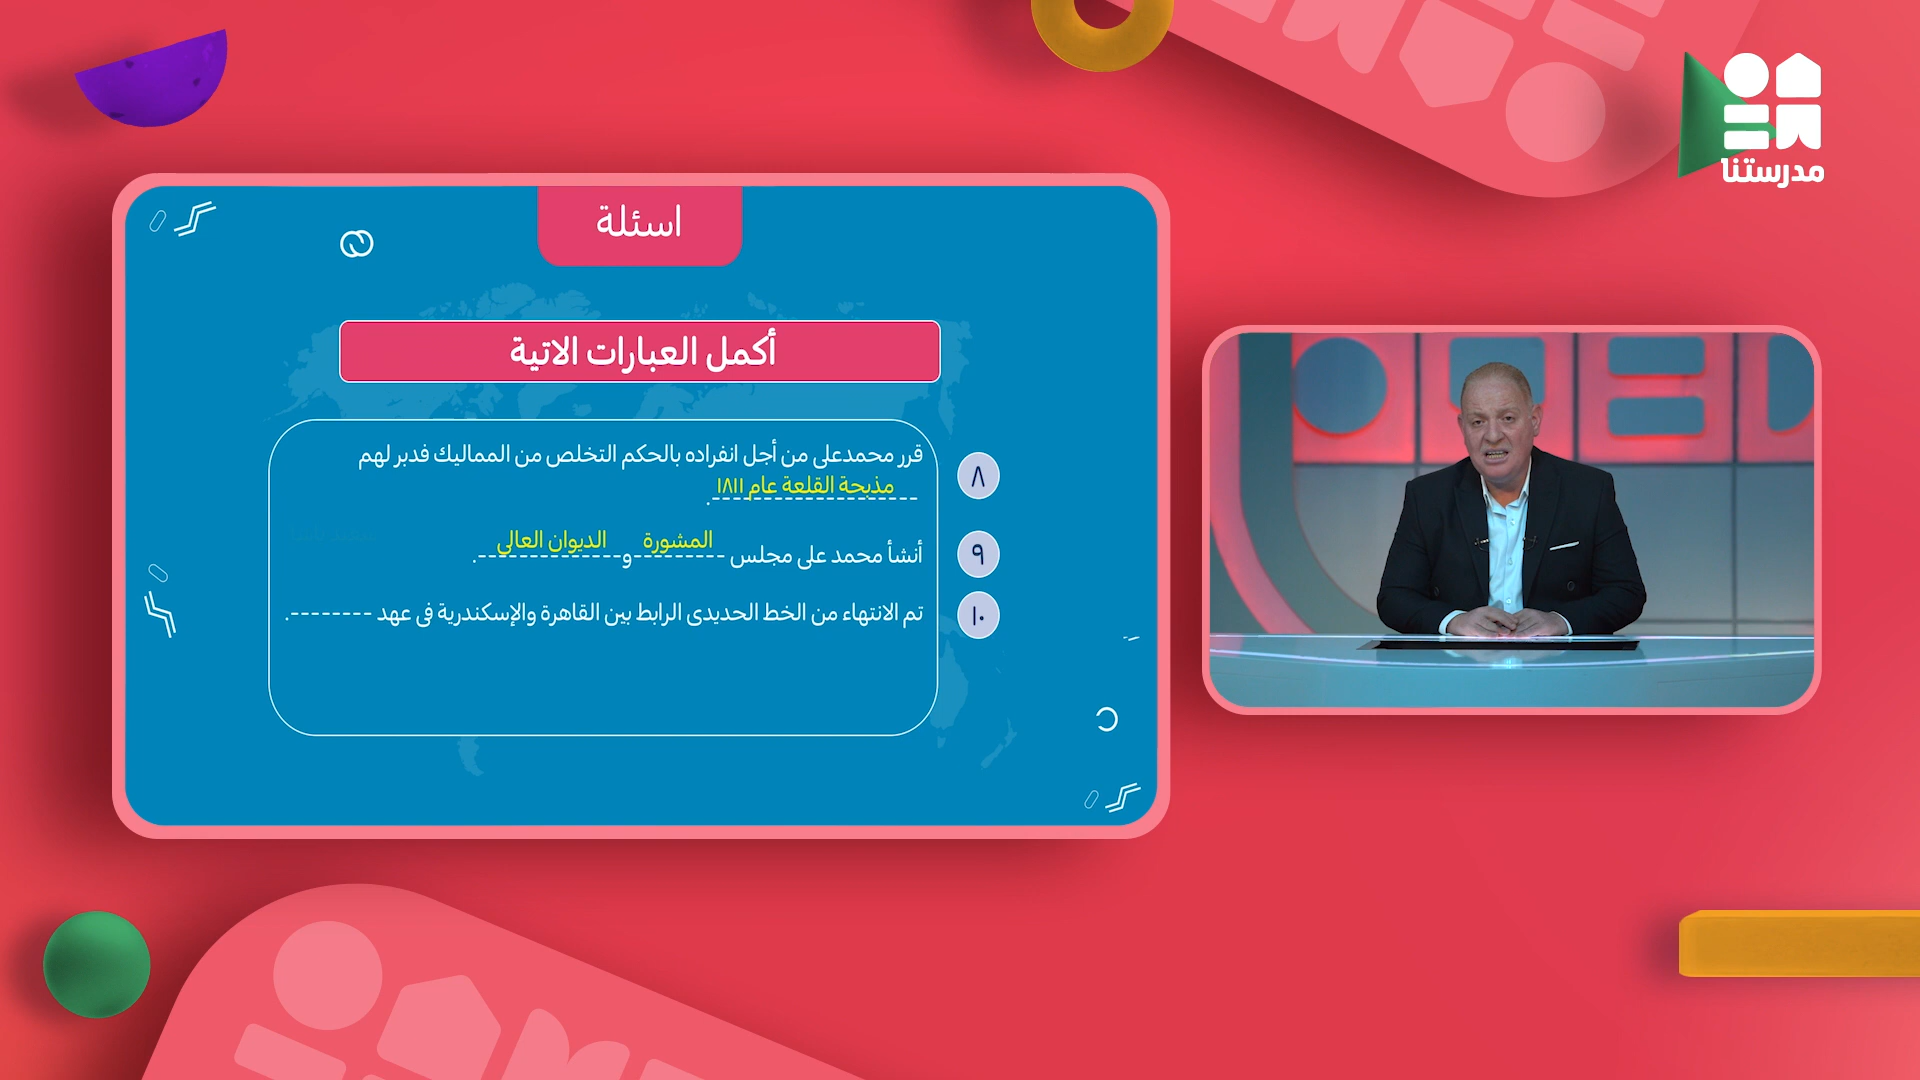 مدرستنا
اسئلة
أكمل العبارات الاتية
٨ قرر محمدعلى من أجل انفراده بالحكم التخلص من المماليك فدبر لهم
مذبحة القلعة عام ١٨١١.
٩ أنشأ محمد على مجلس المشورة و الديوان العالي.
١٠ تم الانتهاء من الخط الحديدى الرابط بين القاهرة والإسكندرية فى عهد --------.